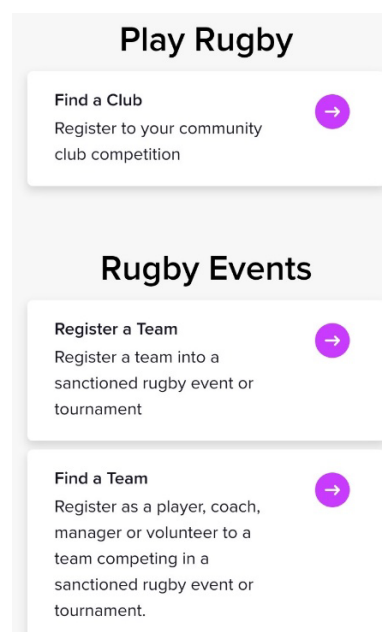 Play Rugby
Find a Club
Register to your community
club competition
Rugby Events
Register a Team
Register a team into a
sanctioned rugby event or
tournament
Find a Team
Register as a player, coach,
manager or volunteer to a
team competing in a
sanctioned rugby event or
tournament.